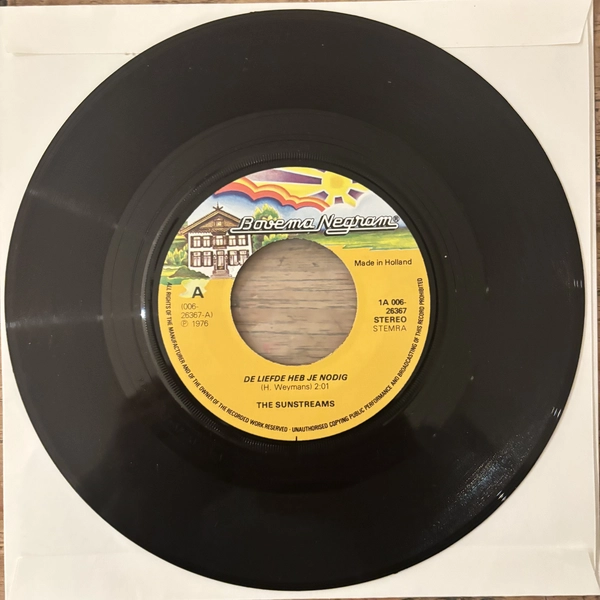 Bovema Negram®
Made in Holland
A
(006-
26367-A)
℗ 1976
1A 006-
26367
STEREO
STEMRA
DE LIEFDE HEB JE NODIG
(H. Weymans) 2:01
THE SUNSTREAMS
ALL RIGHTS OF THE MANUFACTURER AND OF THE OWNER OF THE RECORDED WORK RESERVED · UNAUTHORISED COPYING PUBLIC PERFORMANCE AND BROADCASTING OF THIS RECORD PROHIBITED